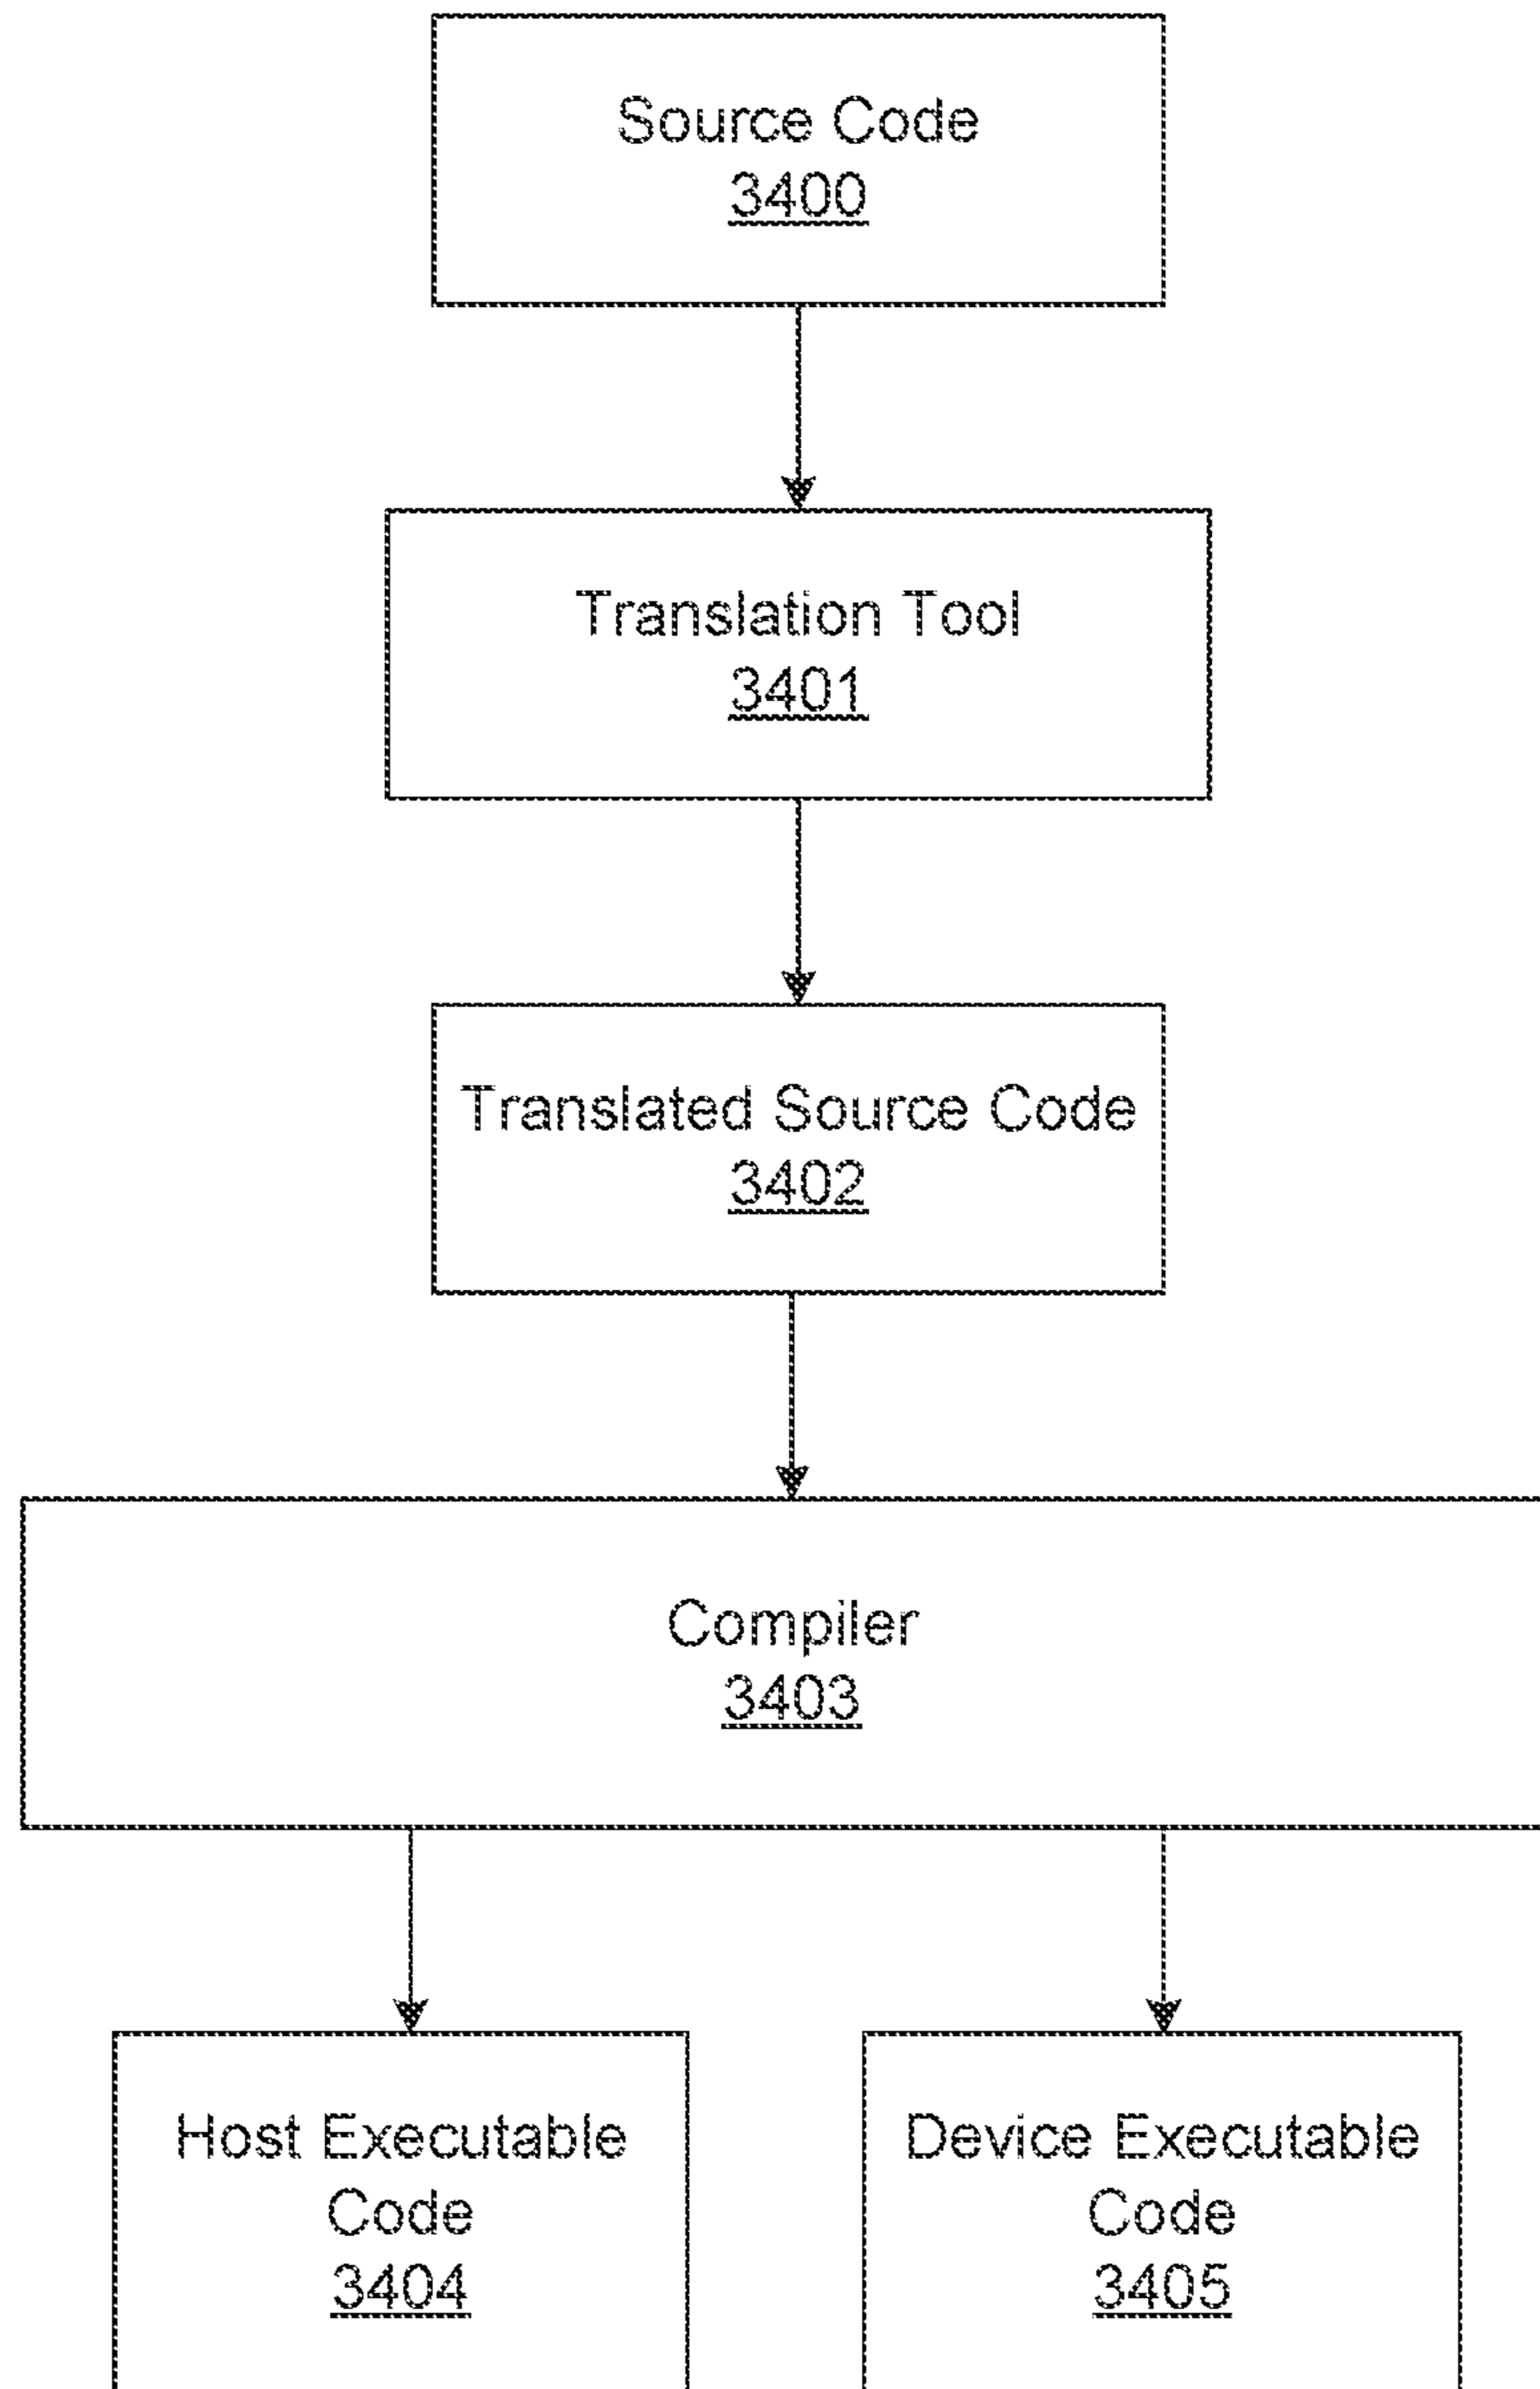 Source Code
3400
Translation Tool
3401
Translated Source Code
3402
Compiler
3403
Host Executable
Code
3404
Device Executable
Code
3405